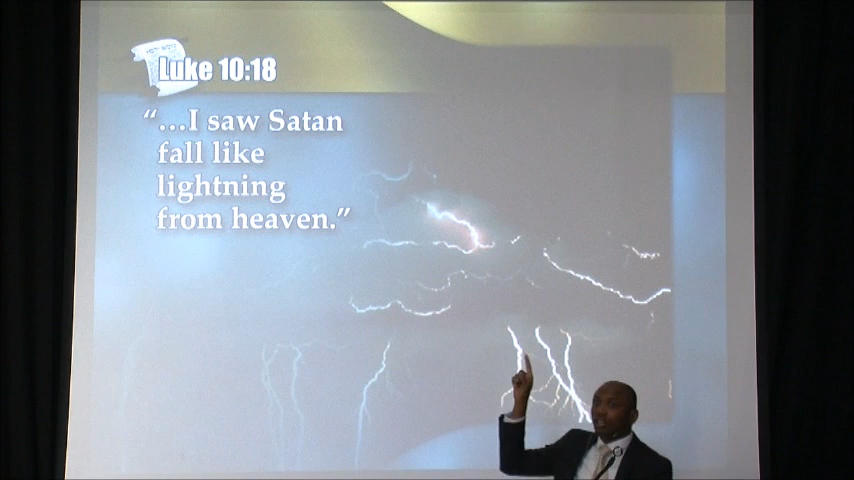 Luke 10:18
“...I saw Satan
fall like
lightning
from heaven.”